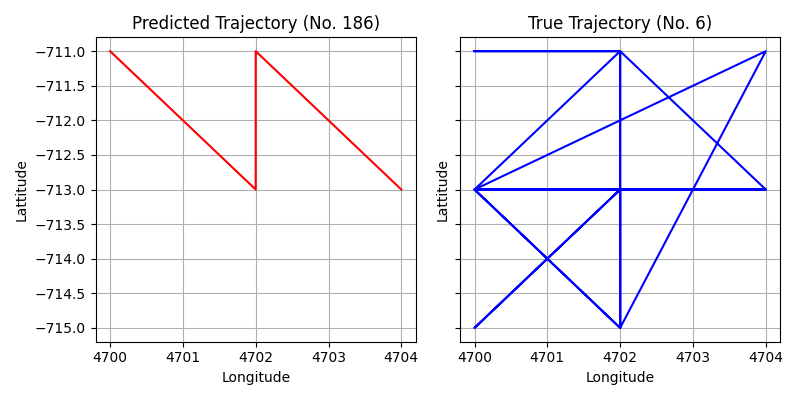 Predicted Trajectory (No. 186)
True Trajectory (No. 6)
Lattitude
−711.0
−711.5
−712.0
−712.5
−713.0
−713.5
−714.0
−714.5
−715.0
4700 4701 4702 4703 4704
Longitude
Lattitude
4700 4701 4702 4703 4704
Longitude